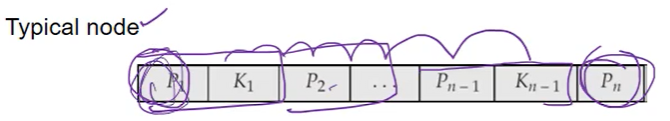 Typical node
P₁ K₁ P₂ … Pₙ₋₁ Kₙ₋₁ Pₙ